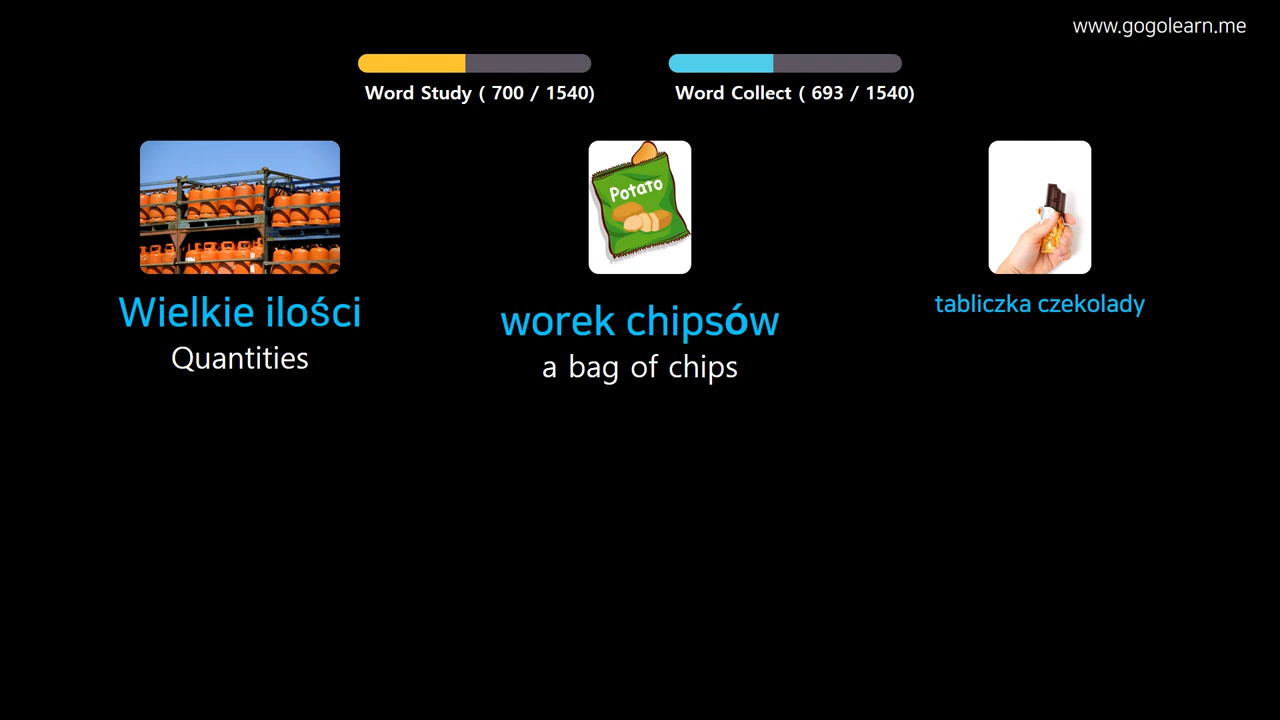 www.gogolearn.me
Word Study ( 700 / 1540)
Word Collect ( 693 / 1540)
Potato
Wielkie ilości
Quantities
worek chipsów
a bag of chips
tabliczka czekolady